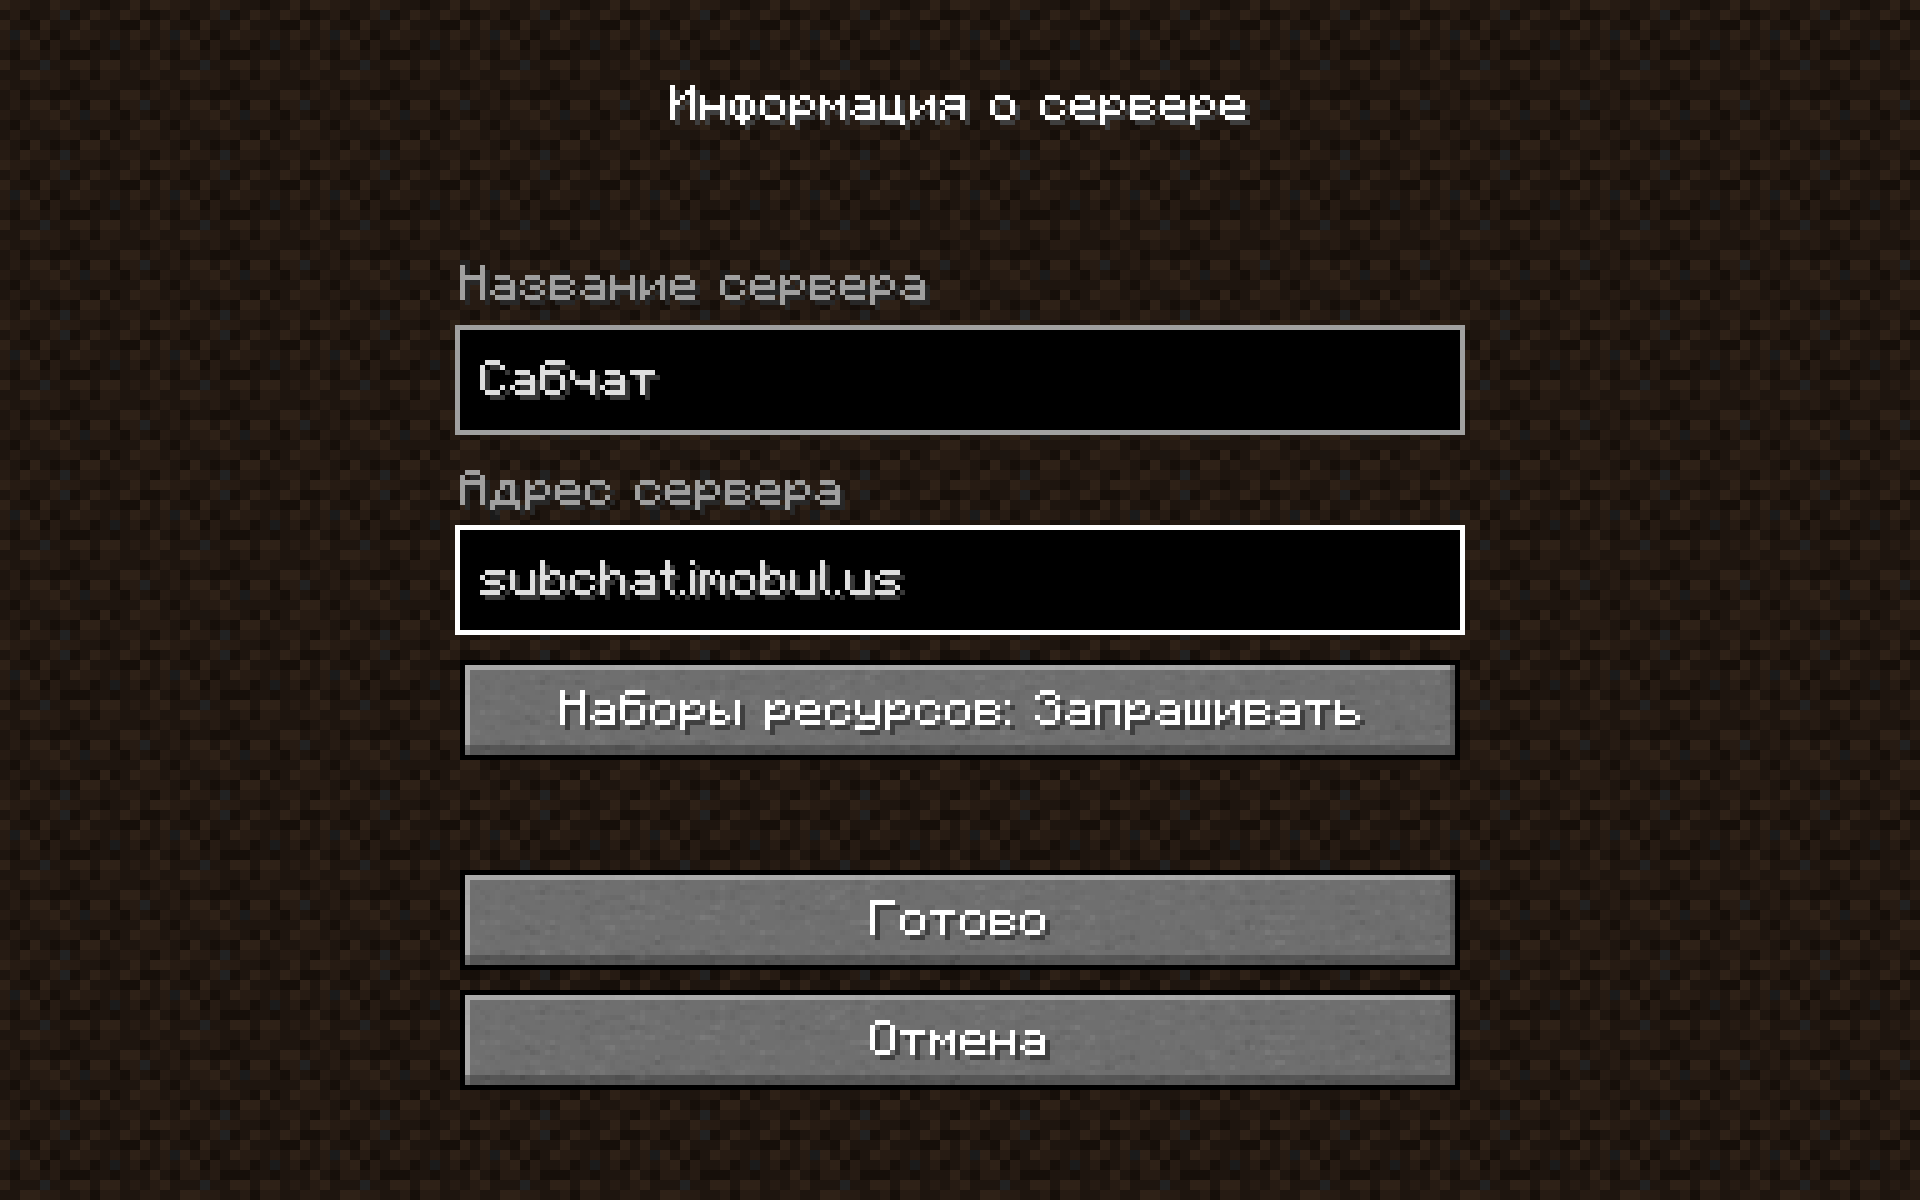 Информация о сервере
Название сервера
Сабчат
Адрес сервера
subchat.imobul.us
Наборы ресурсов: Запрашивать
Готово
Отмена